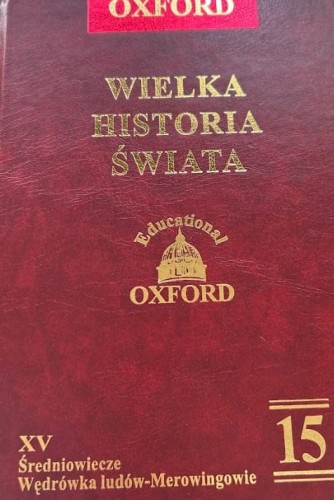 OXFORD
WIELKA
HISTORIA
ŚWIATA
Educational
OXFORD
XV
Średniowiecze
Wędrówka ludów-Merowingowie
15